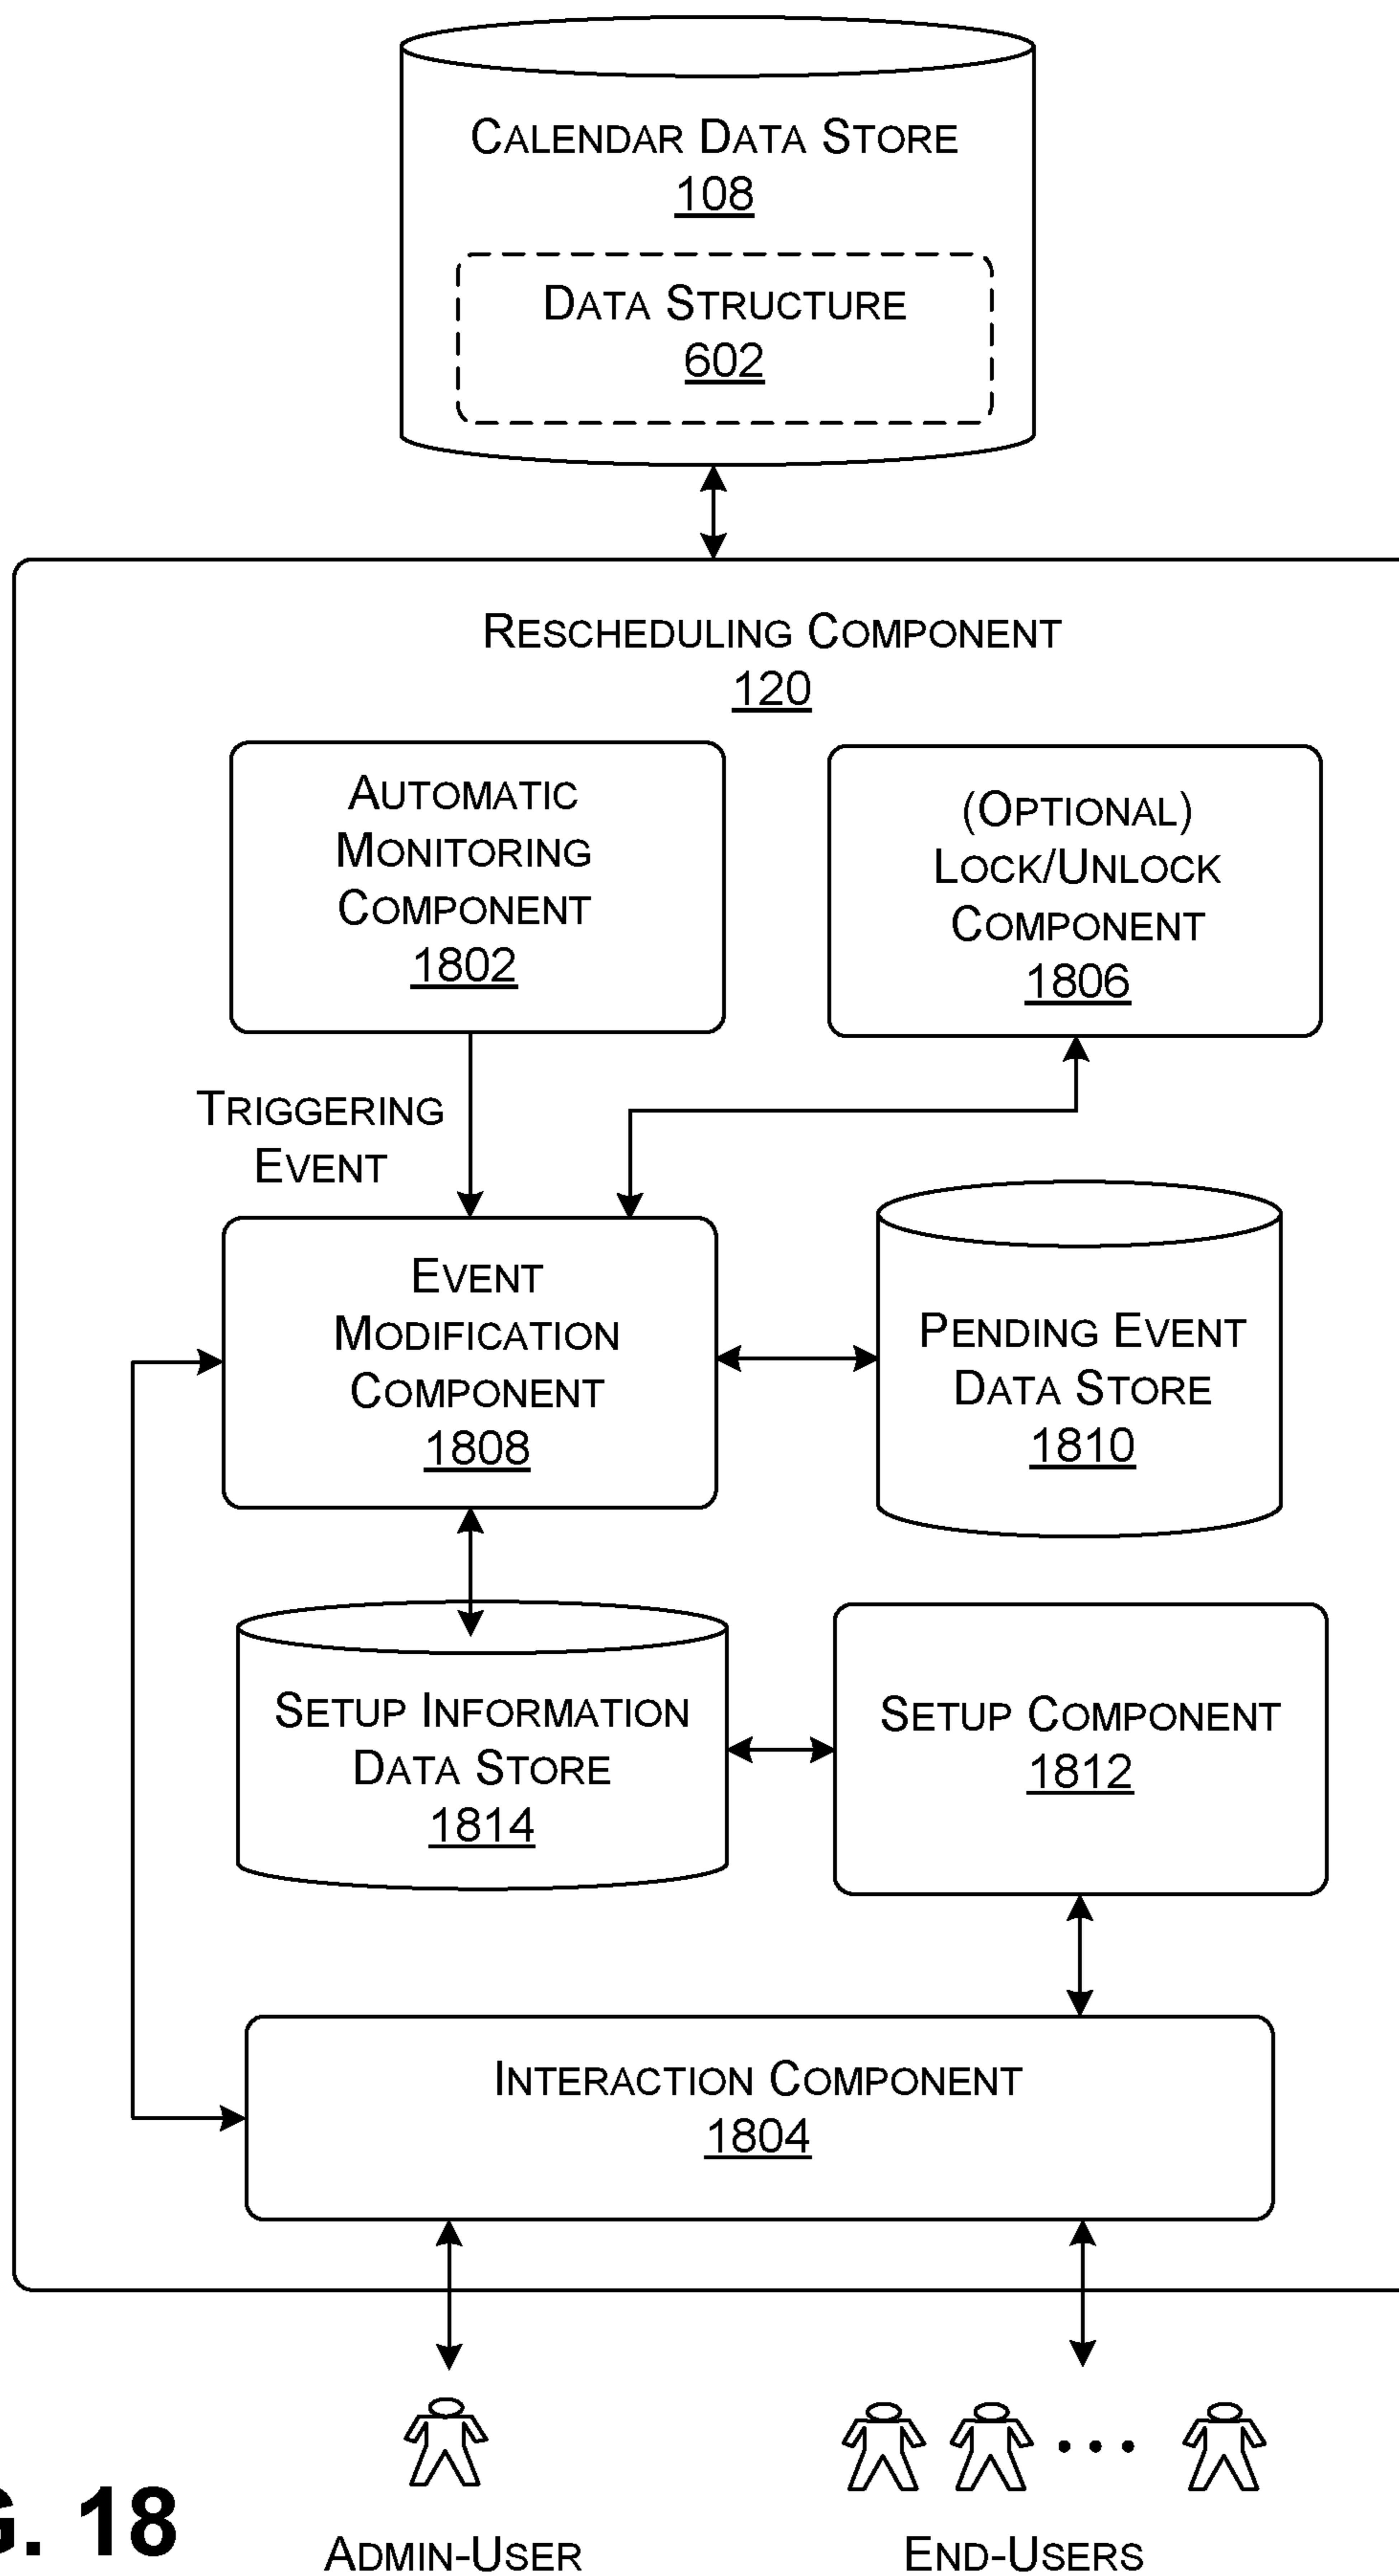 CALENDAR DATA STORE
108
DATA STRUCTURE
602
RESCHEDULING COMPONENT
120
AUTOMATIC
MONITORING
COMPONENT
1802
(OPTIONAL)
LOCK/UNLOCK
COMPONENT
1806
TRIGGERING
EVENT
EVENT
MODIFICATION
COMPONENT
1808
PENDING EVENT
DATA STORE
1810
SETUP INFORMATION
DATA STORE
1814
SETUP COMPONENT
1812
INTERACTION COMPONENT
1804
G. 18
ADMIN-USER
END-USERS